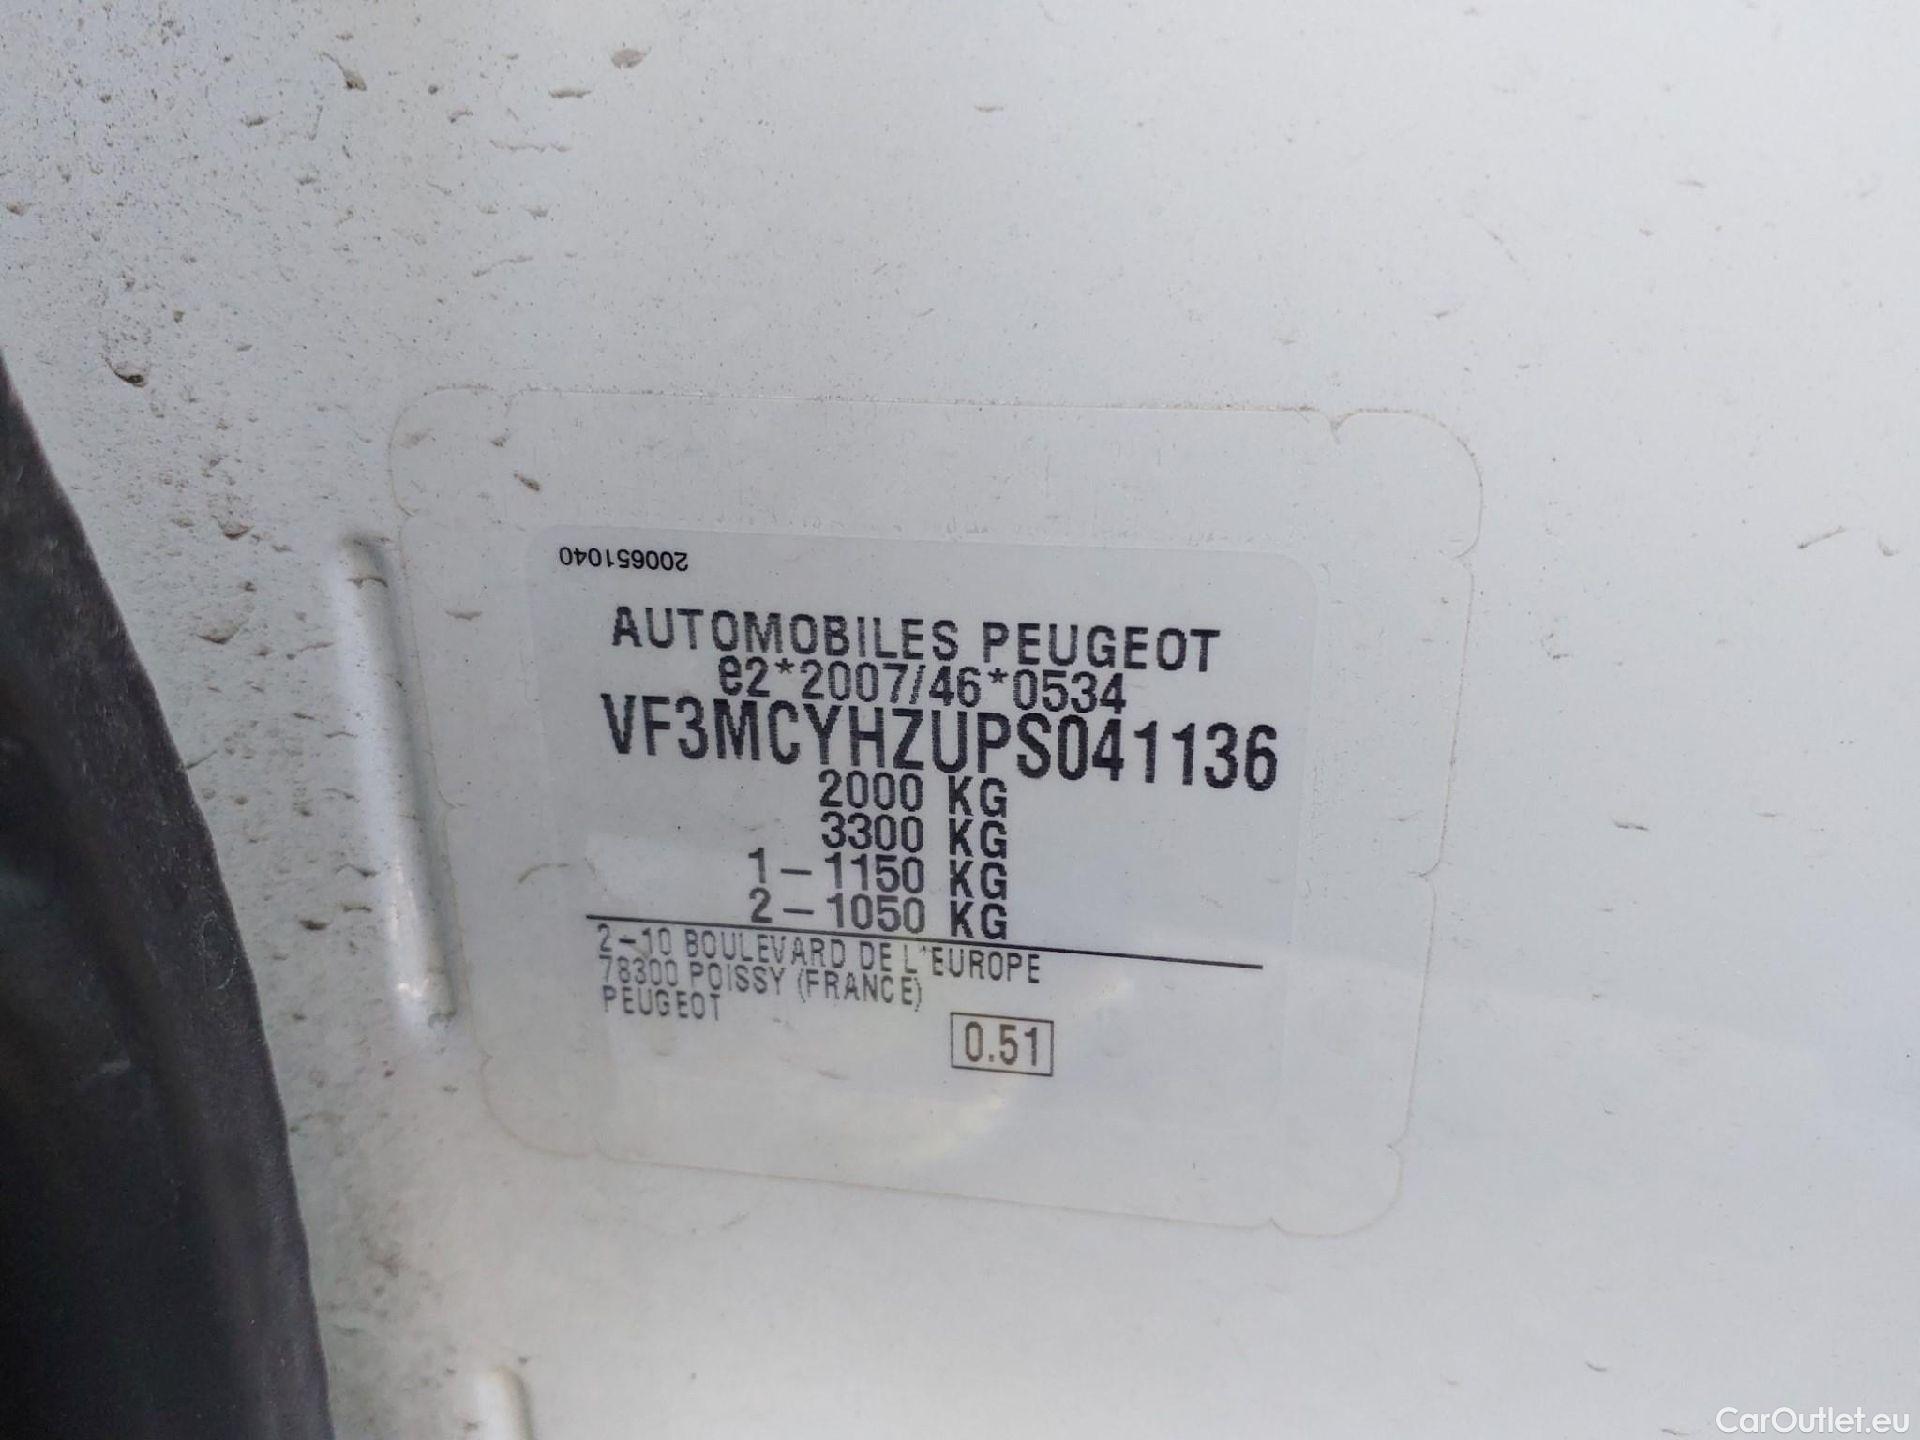 200651040
AUTOMOBILES PEUGEOT
e2*2007/46*0534
VF3MCYHZUPS041136
2000 KG
3300 KG
1 – 1150 KG
2 – 1050 KG
2–10 BOULEVARD DE L'EUROPE
78300 POISSY (FRANCE)
PEUGEOT
0.51
CarOutlet.eu